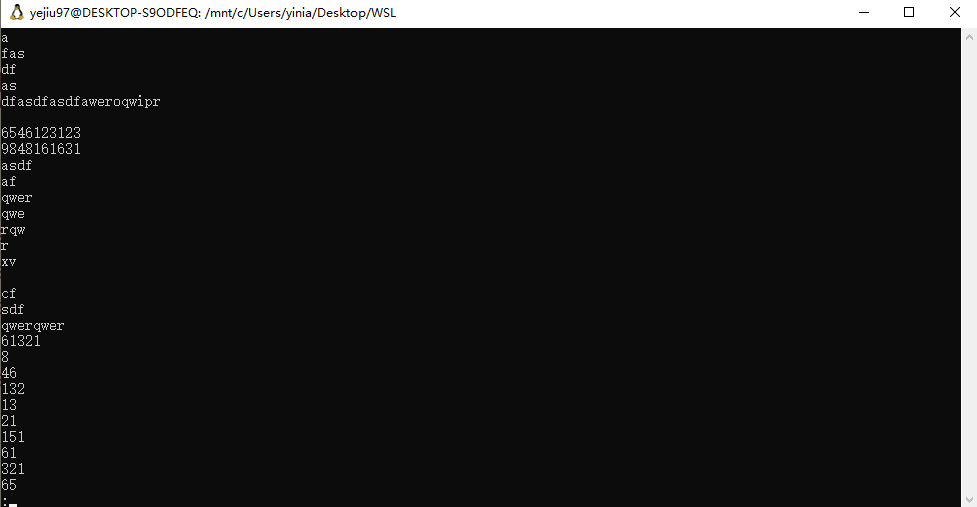 yejiu97@DESKTOP-S9ODFEQ: /mnt/c/Users/yinia/Desktop/WSL
a
fas
df
as
dfasdfasdfaweroqwipr
6546123123
9848161631
asdf
af
qwer
qwe
rqw
r
xv
cf
sdf
qwerqwer
61321
8
46
132
13
21
151
61
321
65
: